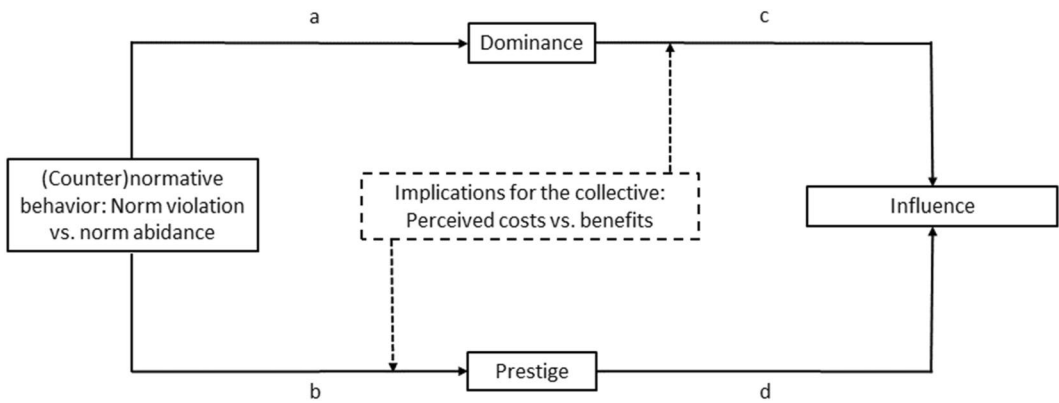 a
c
Dominance
(Counter)normative
behavior: Norm violation
vs. norm abidance
Implications for the collective:
Perceived costs vs. benefits
Influence
Prestige
b
d